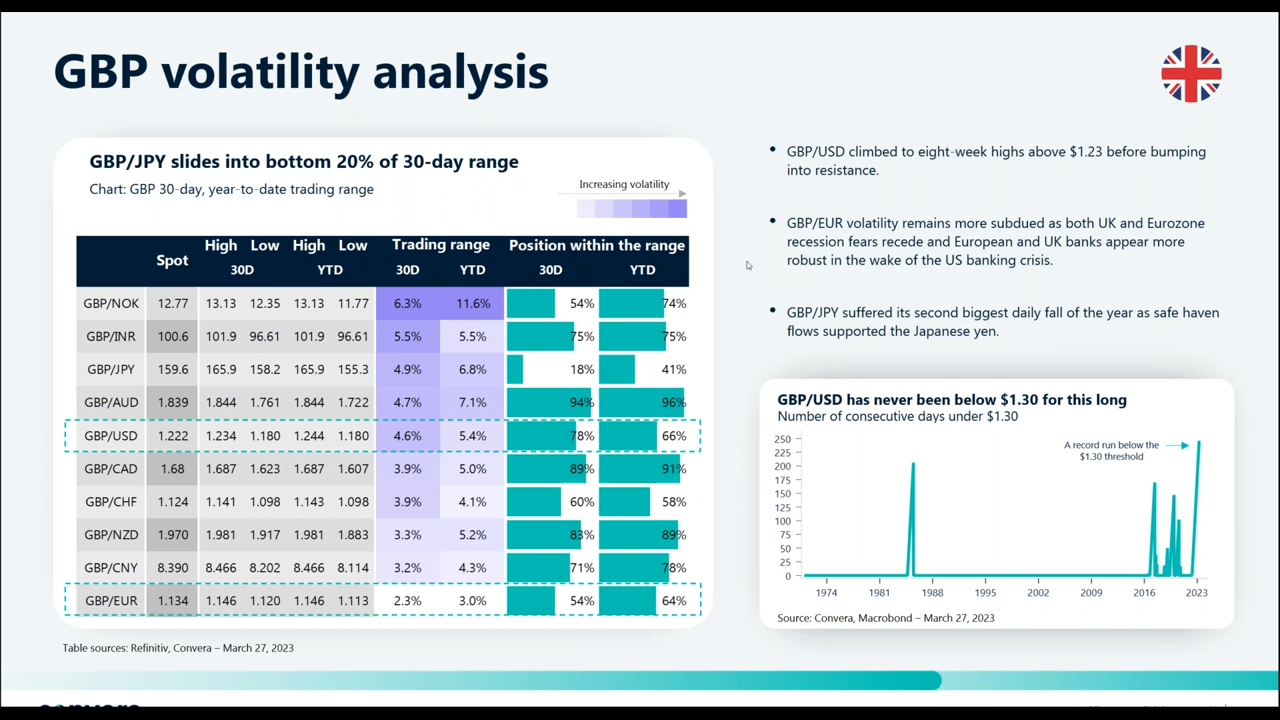 GBP volatility analysis
GBP/JPY slides into bottom 20% of 30-day range
Chart: GBP 30-day, year-to-date trading range
Increasing volatility
Spot High Low High Low Trading range Position within the range
30D YTD 30D YTD 30D YTD
GBP/NOK 12.77 13.13 12.35 13.13 11.77 6.3% 11.6% 54% 74%
GBP/INR 100.6 101.9 96.61 101.9 96.61 5.5% 5.5% 75% 75%
GBP/JPY 159.6 165.9 158.2 165.9 155.3 4.9% 6.8% 18% 41%
GBP/AUD 1.839 1.844 1.761 1.844 1.722 4.7% 7.1% 94% 96%
GBP/USD 1.222 1.234 1.180 1.244 1.180 4.6% 5.4% 78% 66%
GBP/CAD 1.68 1.687 1.623 1.687 1.607 3.9% 5.0% 89% 91%
GBP/CHF 1.124 1.141 1.098 1.143 1.098 3.9% 4.1% 60% 58%
GBP/NZD 1.970 1.981 1.917 1.981 1.883 3.3% 5.2% 83% 89%
GBP/CNY 8.390 8.466 8.202 8.466 8.114 3.2% 4.3% 71% 78%
GBP/EUR 1.134 1.146 1.120 1.146 1.113 2.3% 3.0% 54% 64%
Table sources: Refinitiv, Convera – March 27, 2023
• GBP/USD climbed to eight-week highs above $1.23 before bumping
into resistance.
• GBP/EUR volatility remains more subdued as both UK and Eurozone
recession fears recede and European and UK banks appear more
robust in the wake of the US banking crisis.
• GBP/JPY suffered its second biggest daily fall of the year as safe haven
flows supported the Japanese yen.
GBP/USD has never been below $1.30 for this long
Number of consecutive days under $1.30
A record run below the
$1.30 threshold
250
225
200
175
150
125
100
75
50
25
0
1974 1981 1988 1995 2002 2009 2016 2023
Source: Convera, Macrobond – March 27, 2023